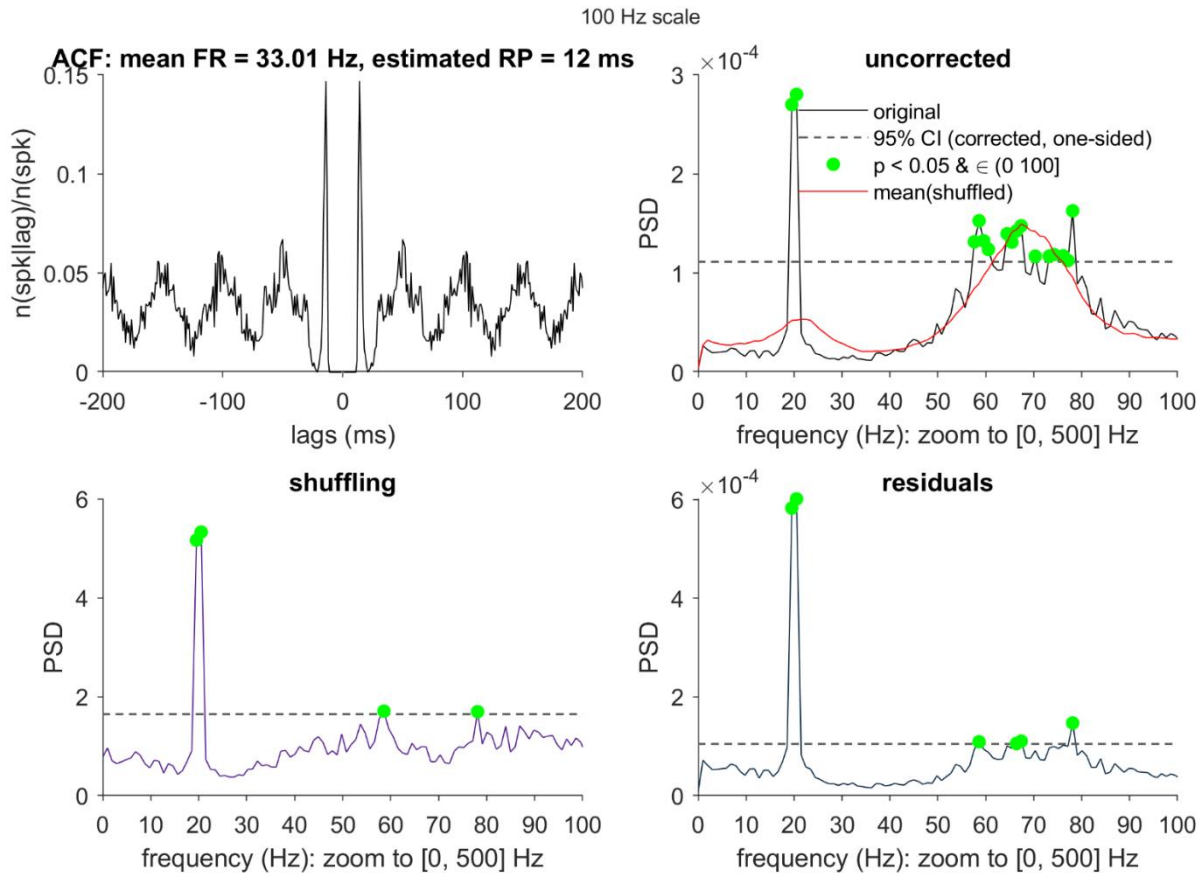 100 Hz scale
ACF: mean FR = 33.01 Hz, estimated RP = 12 ms
n(spk|lag)/n(spk)
0.15
0.1
0.05
0
-200 -100 0 100 200
lags (ms)
×10⁻⁴
uncorrected
PSD
3
2
1
0
original
95% CI (corrected, one-sided)
p < 0.05 & ∈ (0 100]
mean(shuffled)
0 10 20 30 40 50 60 70 80 90 100
frequency (Hz): zoom to [0, 500] Hz
shuffling
PSD
6
4
2
0
0 10 20 30 40 50 60 70 80 90 100
frequency (Hz): zoom to [0, 500] Hz
×10⁻⁴
residuals
PSD
6
4
2
0
0 10 20 30 40 50 60 70 80 90 100
frequency (Hz): zoom to [0, 500] Hz